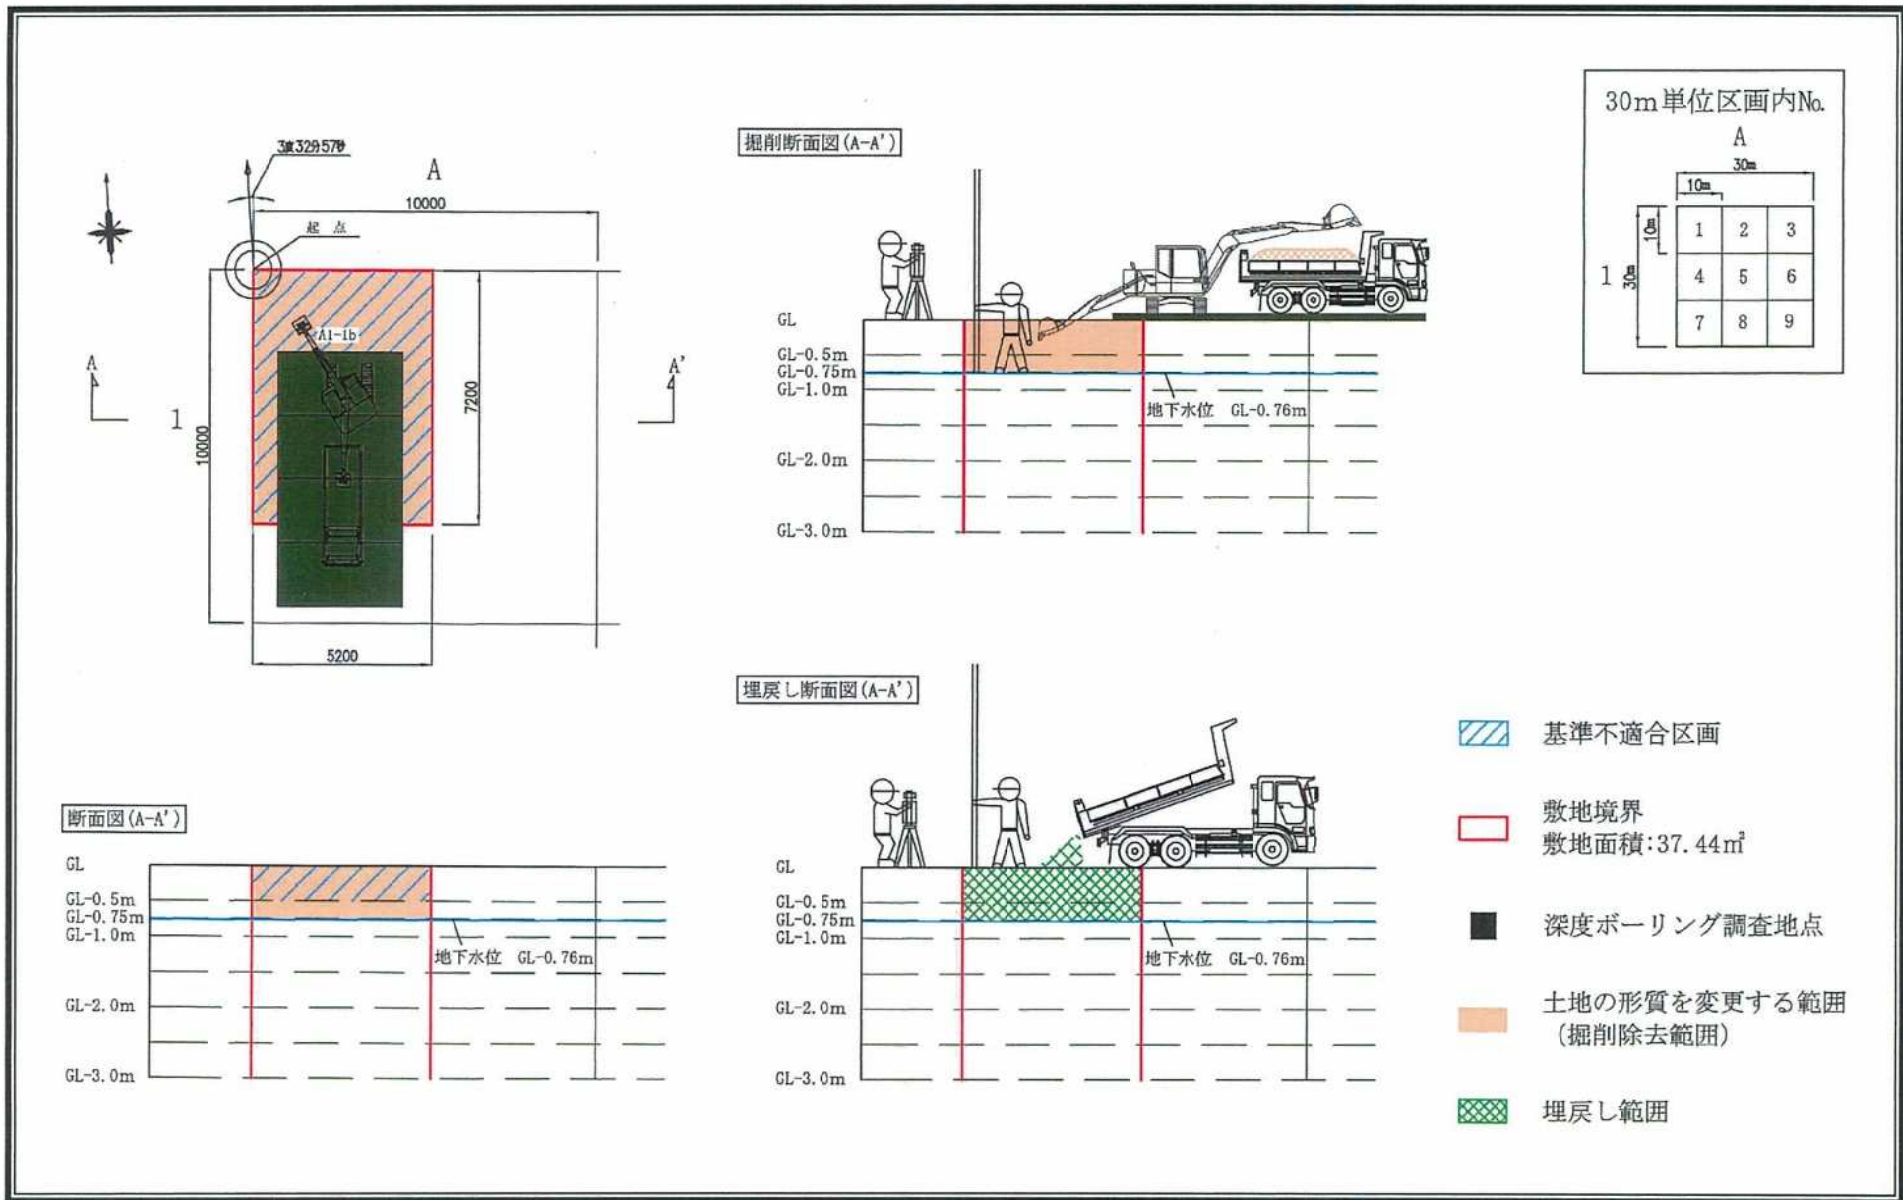 3度32分57秒
A
10000
起 点
A1-1b
A
A'
1
10000
7200
5200
掘削断面図(A-A')
GL
GL-0.5m
GL-0.75m
GL-1.0m
地下水位 GL-0.76m
GL-2.0m
GL-3.0m
30m単位区画内No.
A
30m
10m
10m
30m
1
1 2 3
4 5 6
7 8 9
断面図(A-A')
GL
GL-0.5m
GL-0.75m
GL-1.0m
地下水位 GL-0.76m
GL-2.0m
GL-3.0m
埋戻し断面図(A-A')
GL
GL-0.5m
GL-0.75m
GL-1.0m
地下水位 GL-0.76m
GL-2.0m
GL-3.0m
基準不適合区画
敷地境界
敷地面積:37.44㎡
深度ボーリング調査地点
土地の形質を変更する範囲
(掘削除去範囲)
埋戻し範囲